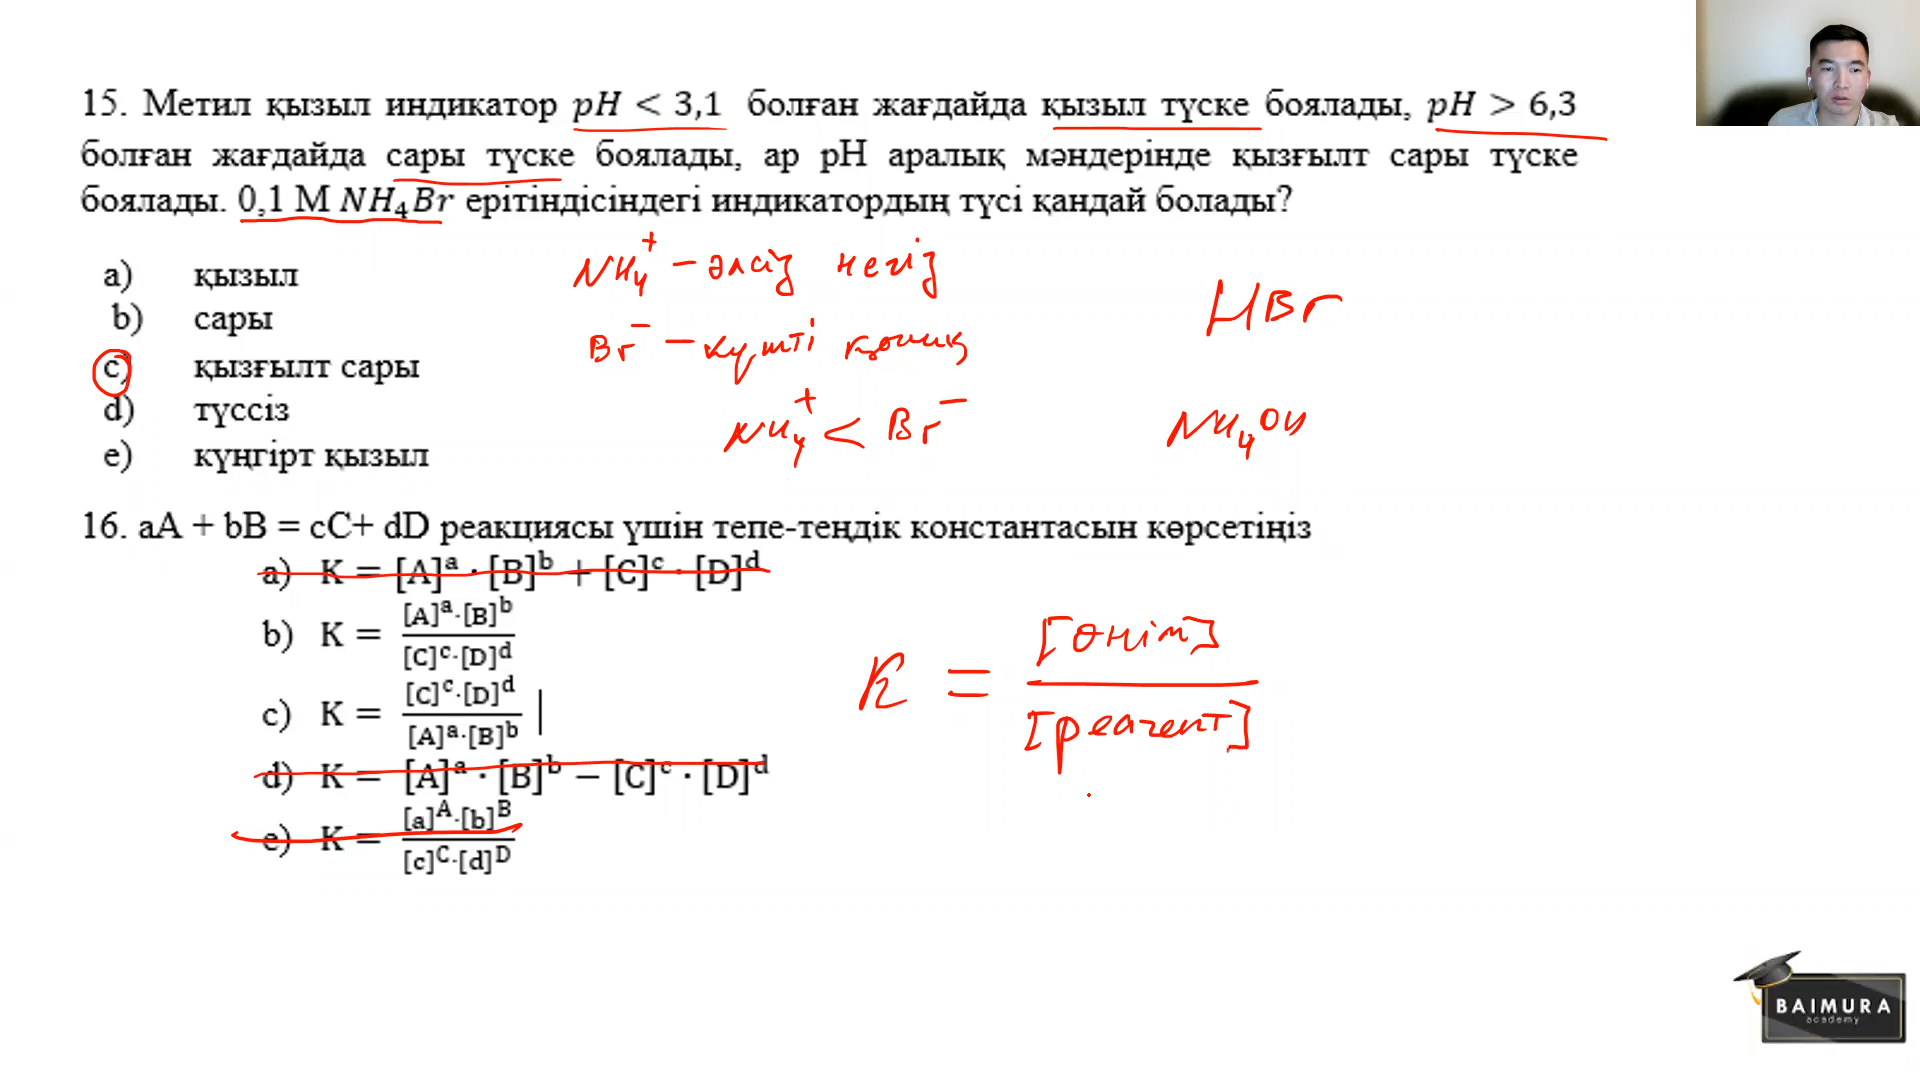 15. Метил қызыл индикатор pH < 3,1 болған жағдайда қызыл түске боялады, pH > 6,3
болған жағдайда сары түске боялады, ар pH аралық мәндерінде қызғылт сары түске
боялады. 0,1 М NH₄Br ерітіндісіндегі индикатордың түсі қандай болады?
a) қызыл
b) сары
c) қызғылт сары
d) түссіз
e) күңгірт қызыл
NH₄⁺ – әлсіз негіз
Br⁻ – күшті қышқ
NH₄⁺ < Br⁻
HBr
NH₄OH
16. aA + bB = cC+ dD реакциясы үшін тепе-теңдік константасын көрсетіңіз
a) K = [A]ᵃ · [B]ᵇ + [C]ᶜ · [D]ᵈ
b) K = [A]ᵃ·[B]ᵇ / [C]ᶜ·[D]ᵈ
c) K = [C]ᶜ·[D]ᵈ / [A]ᵃ·[B]ᵇ
d) K = [A]ᵃ · [B]ᵇ – [C]ᶜ · [D]ᵈ
e) K = [a]^A·[b]^B / [c]^C·[d]^D
K = [өнім] / [реагент]
BAIMURA
academy